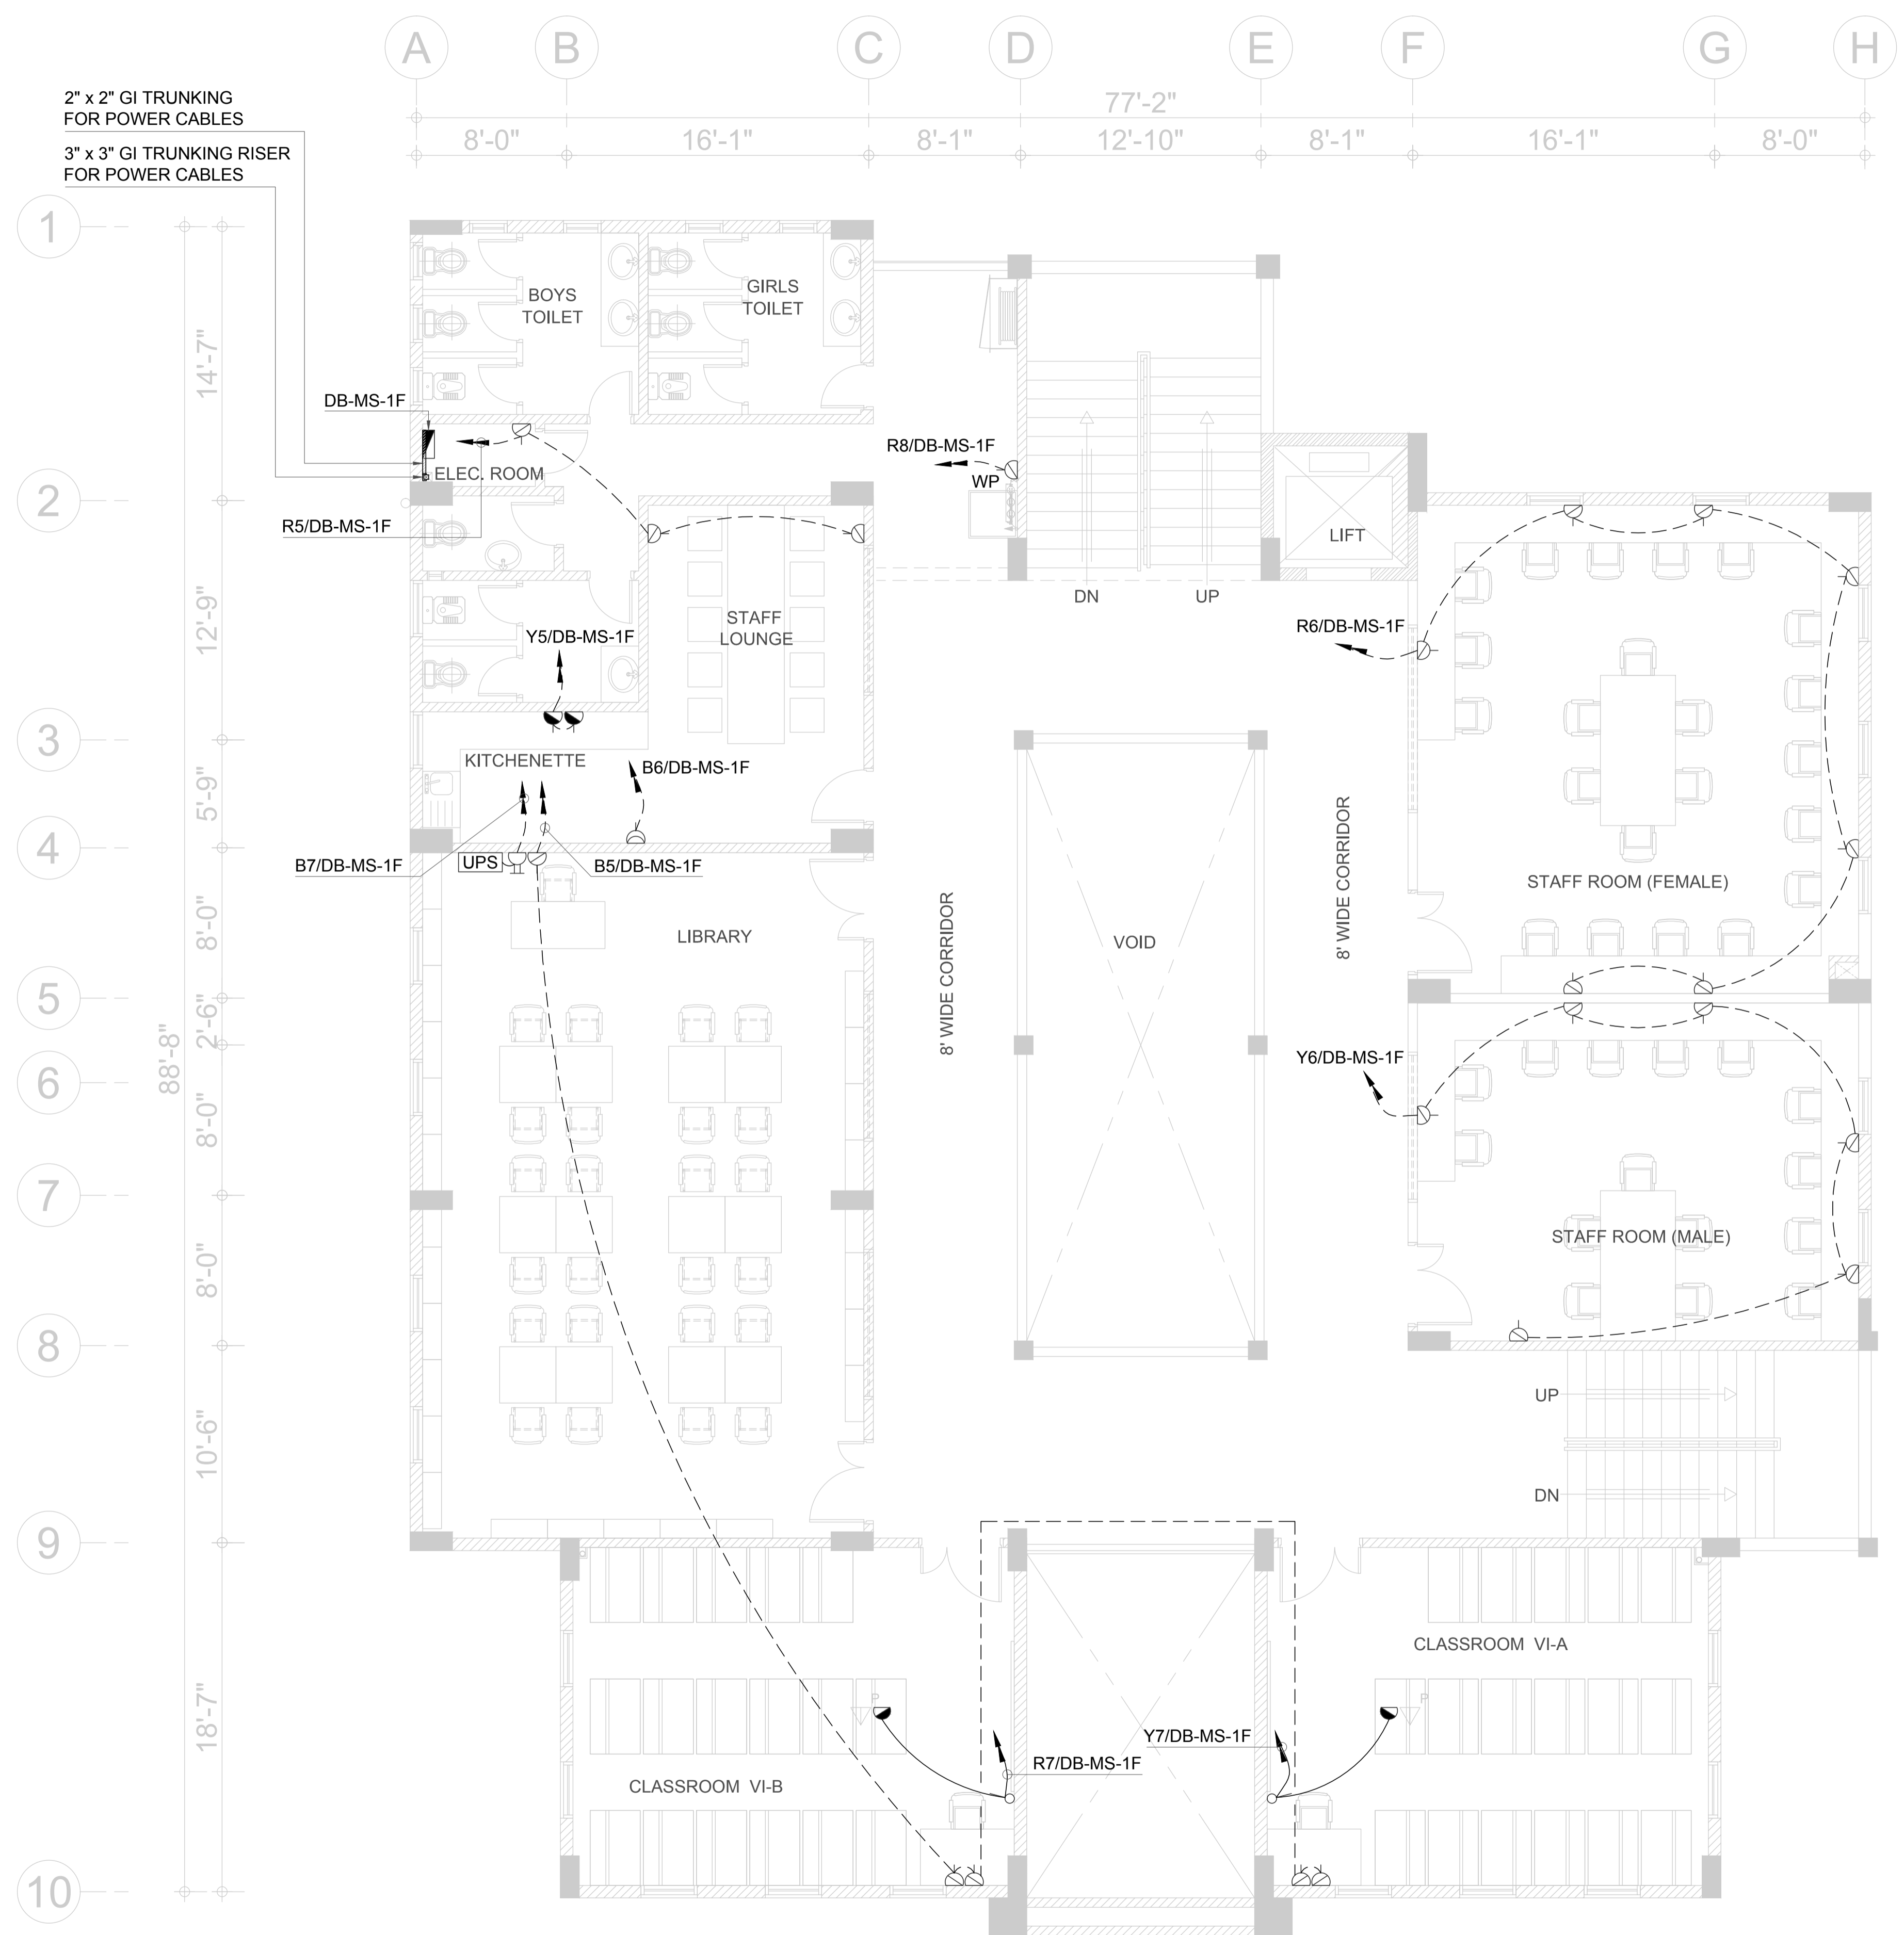 A
B
C
D
E
F
G
H
77'-2"
8'-0"
16'-1"
8'-1"
12'-10"
8'-1"
16'-1"
8'-0"
2" x 2" GI TRUNKING
FOR POWER CABLES
3" x 3" GI TRUNKING RISER
FOR POWER CABLES
1
2
3
4
5
6
7
8
9
10
88'-8"
14'-7"
12'-9"
5'-9"
8'-0"
2'-6"
8'-0"
8'-0"
10'-6"
18'-7"
BOYS
TOILET
GIRLS
TOILET
DB-MS-1F
ELEC. ROOM
R5/DB-MS-1F
R8/DB-MS-1F
WP
LIFT
DN
UP
STAFF
LOUNGE
Y5/DB-MS-1F
R6/DB-MS-1F
KITCHENETTE
B6/DB-MS-1F
B7/DB-MS-1F
UPS
B5/DB-MS-1F
LIBRARY
8' WIDE CORRIDOR
VOID
8' WIDE CORRIDOR
STAFF ROOM (FEMALE)
Y6/DB-MS-1F
STAFF ROOM (MALE)
UP
DN
CLASSROOM VI-A
P
P
Y7/DB-MS-1F
R7/DB-MS-1F
CLASSROOM VI-B